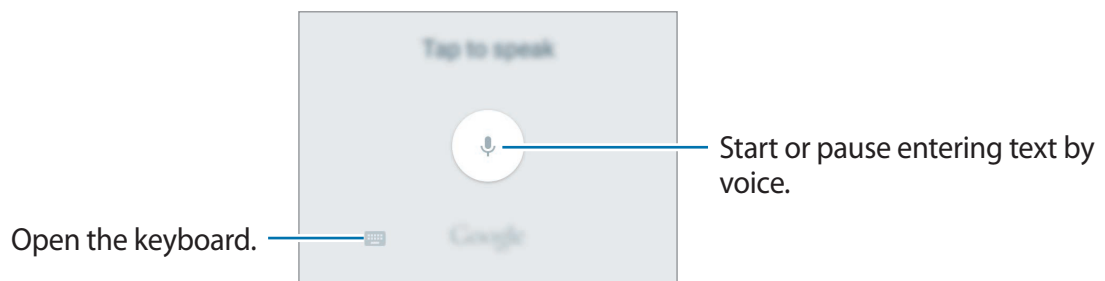 Tap to speak
Start or pause entering text by
voice.
Open the keyboard.
Google